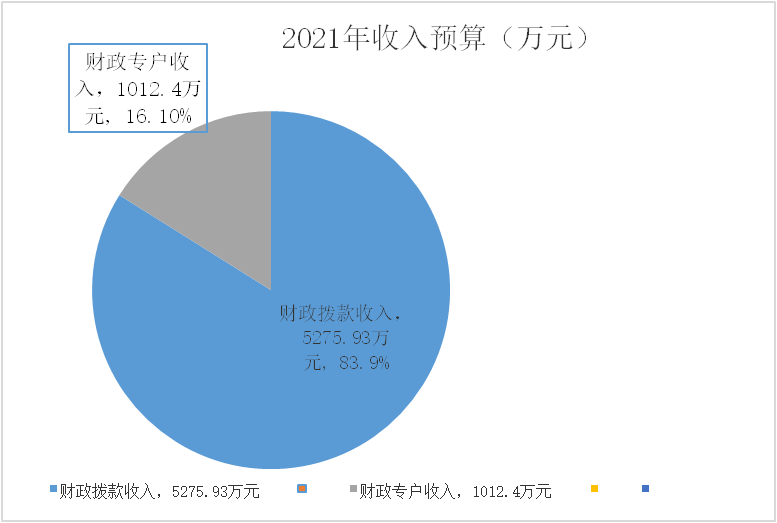 2021年收入预算（万元）
财政专户收
入，1012.4万
元，16.10%
财政拨款收入，
5275.93万
元，83.9%
财政拨款收入，5275.93万元
财政专户收入，1012.4万元